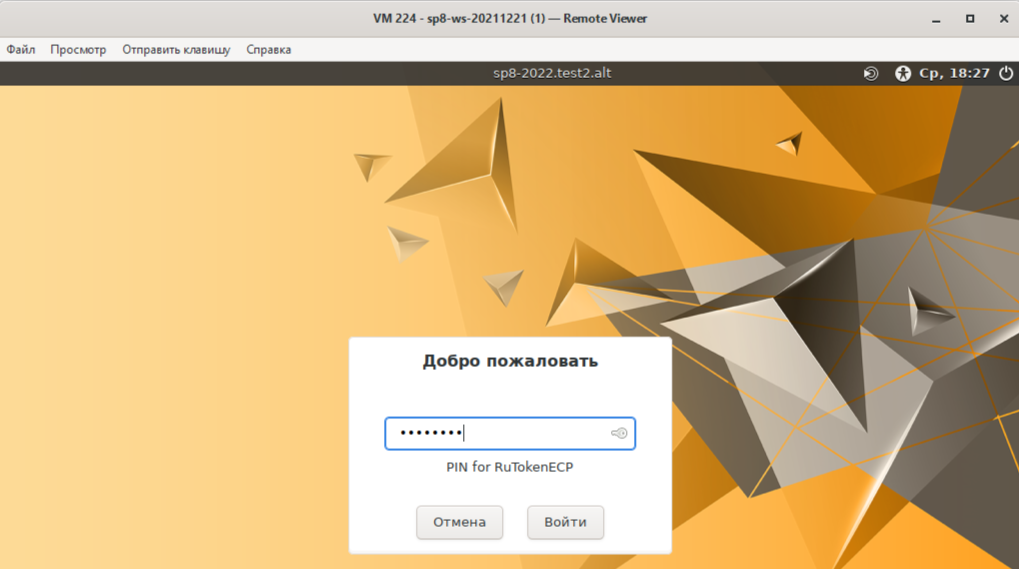 VM 224 - sp8-ws-20211221 (1) — Remote Viewer
Файл Просмотр Отправить клавишу Справка
sp8-2022.test2.alt Ср, 18:27
Добро пожаловать
••••••••
PIN for RuTokenECP
Отмена Войти